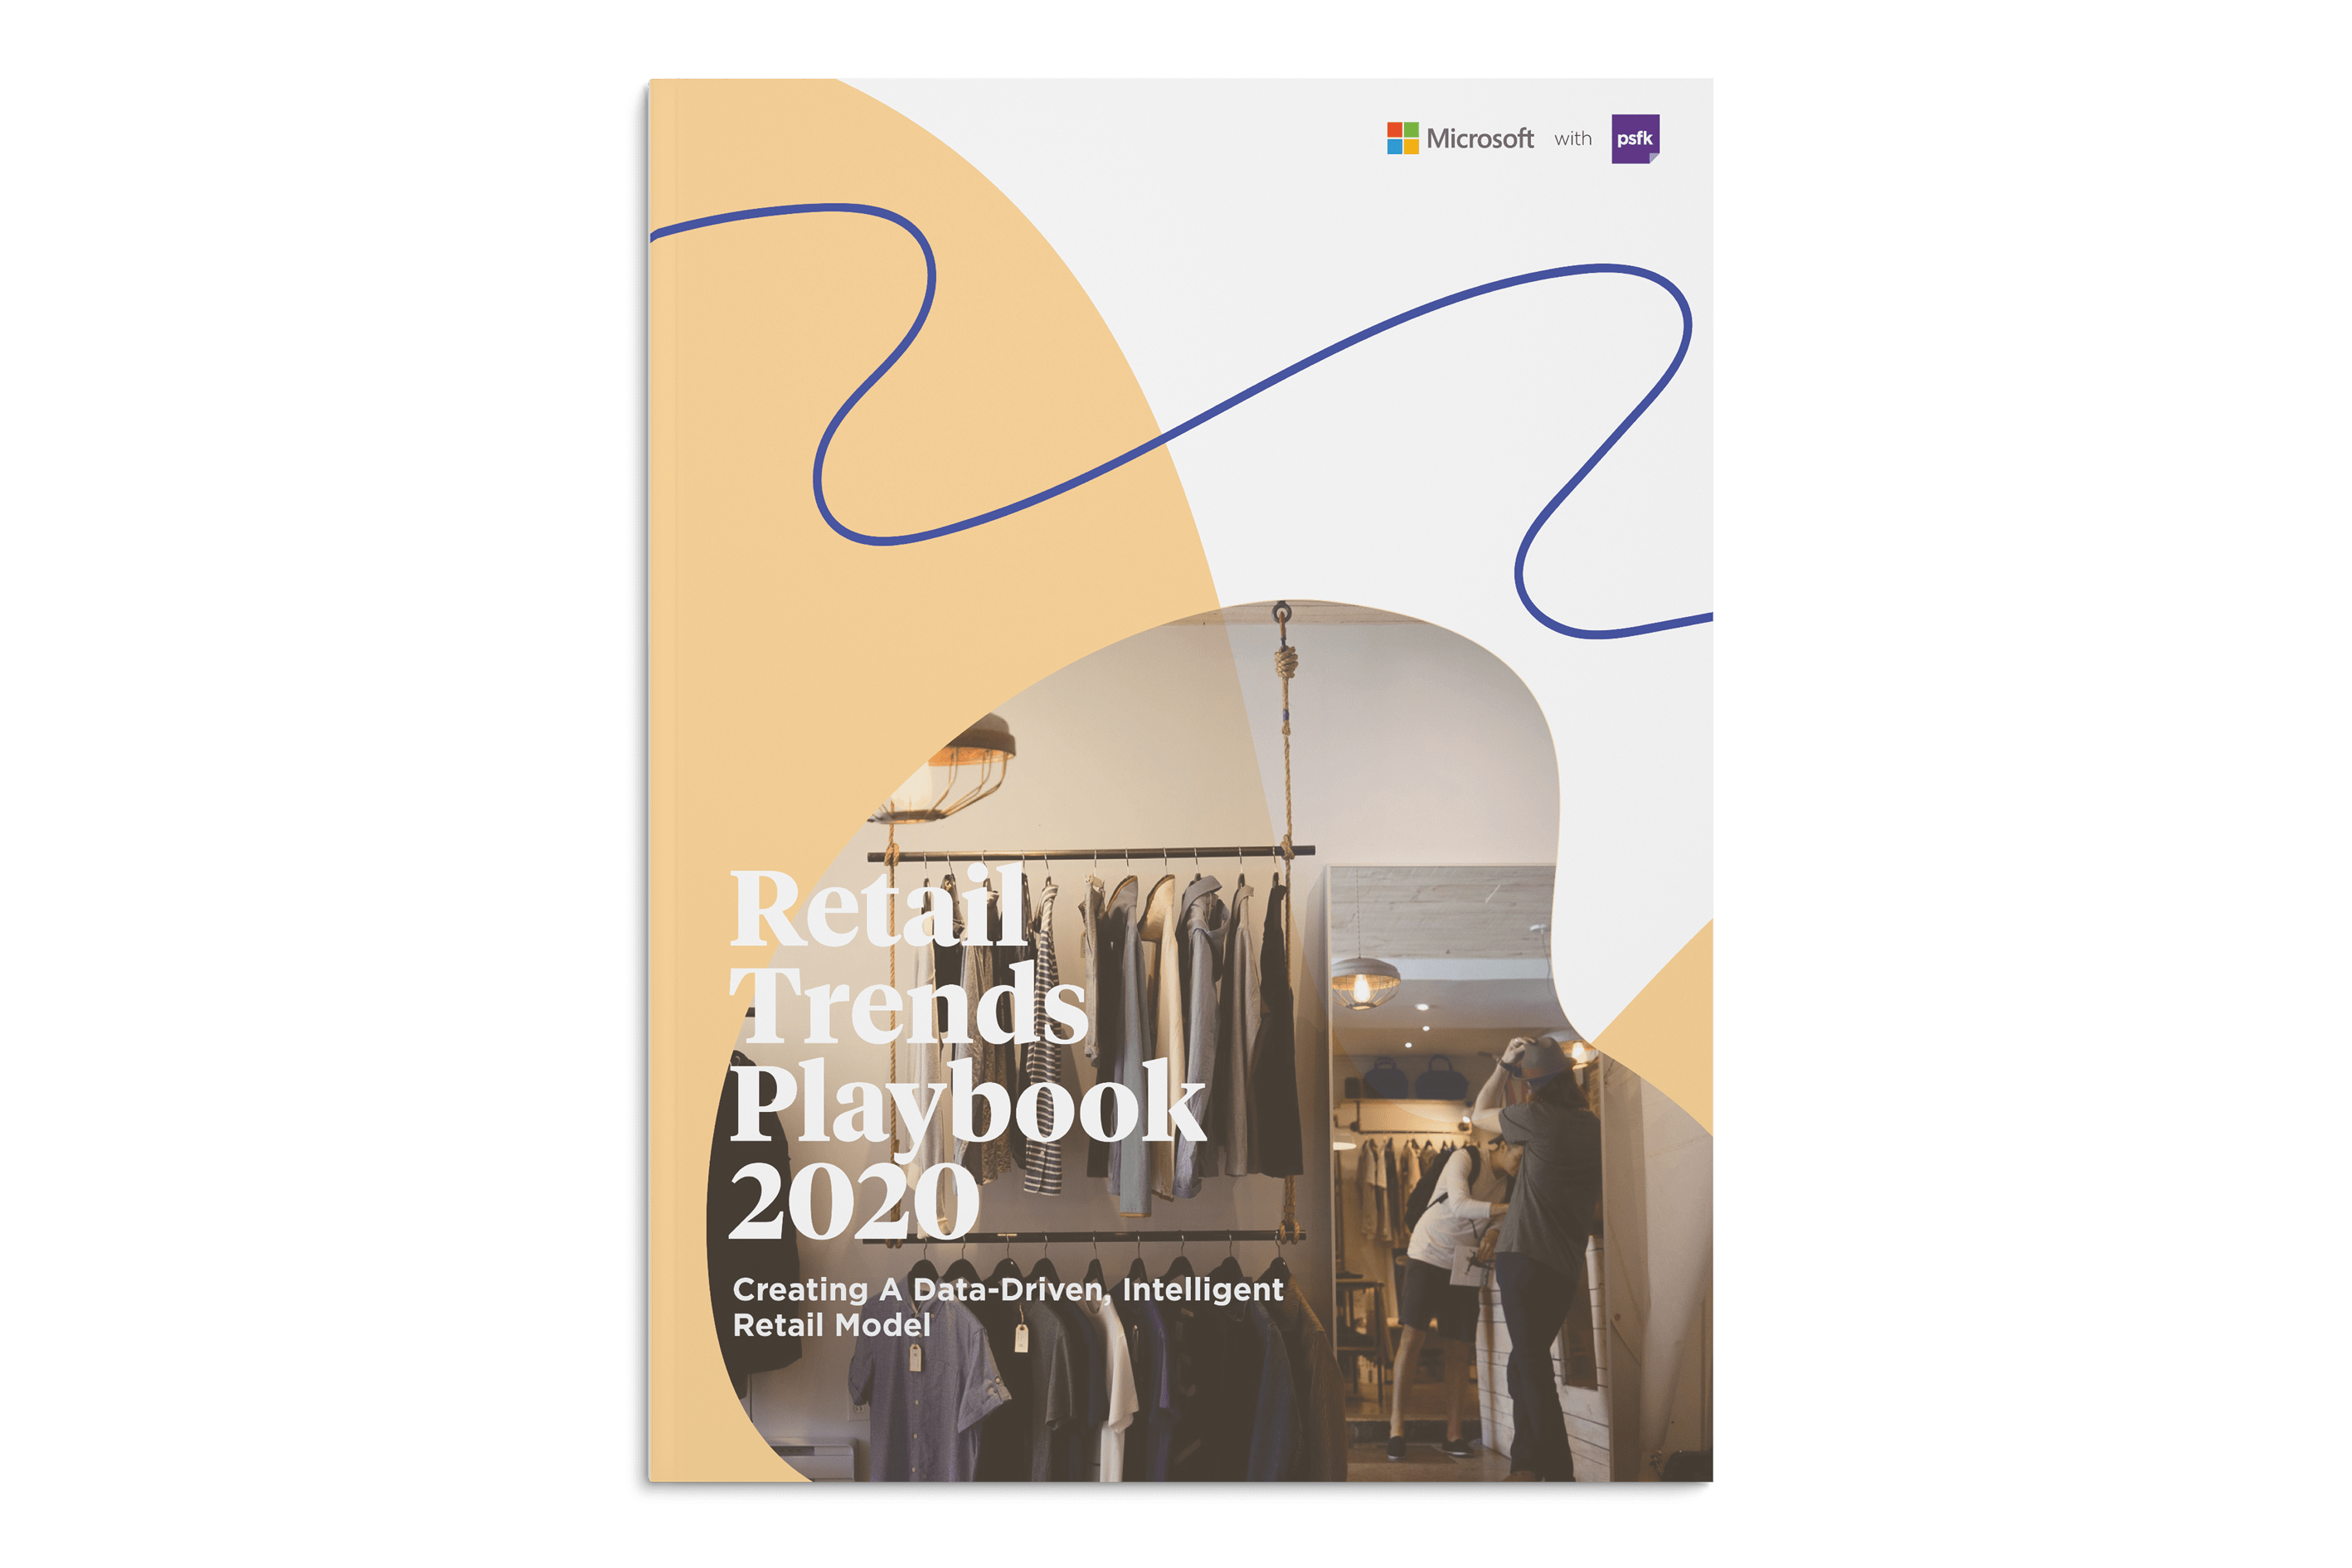 Microsoft with psfk
Retail
Trends
Playbook
2020
Creating A Data-Driven, Intelligent
Retail Model